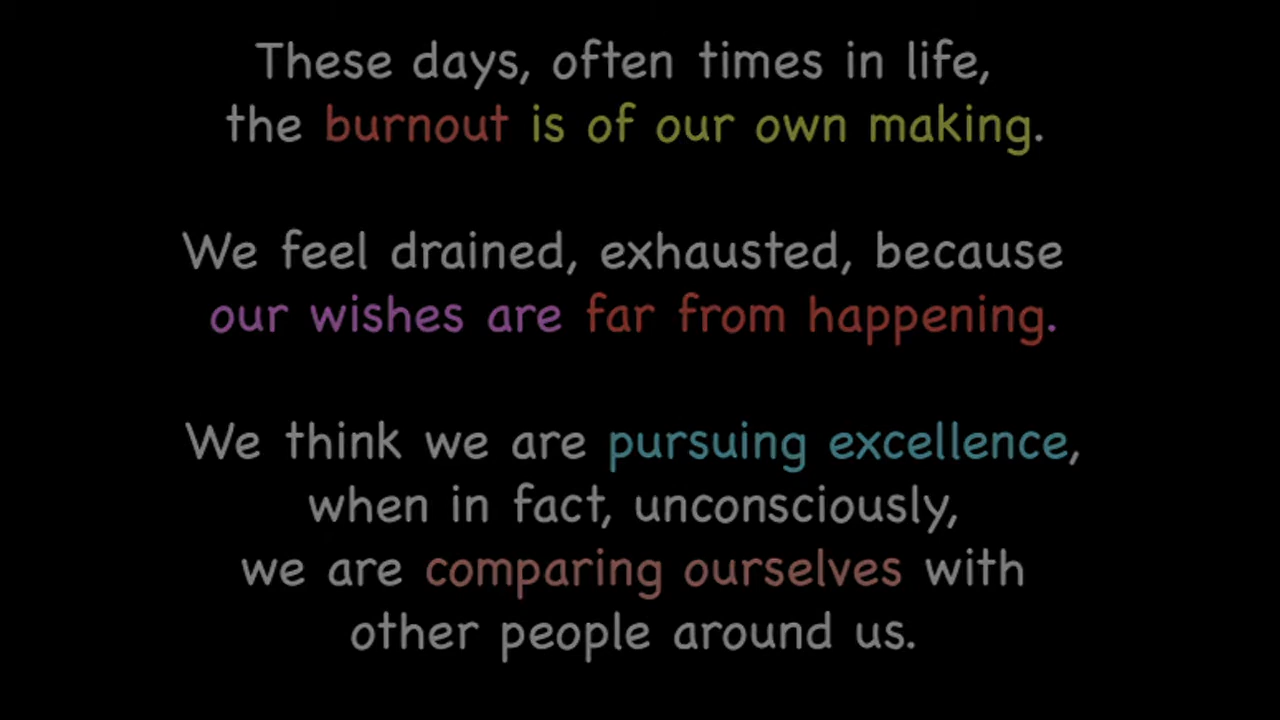 These days, often times in life,
the burnout is of our own making.
We feel drained, exhausted, because
our wishes are far from happening.
We think we are pursuing excellence,
when in fact, unconsciously,
we are comparing ourselves with
other people around us.